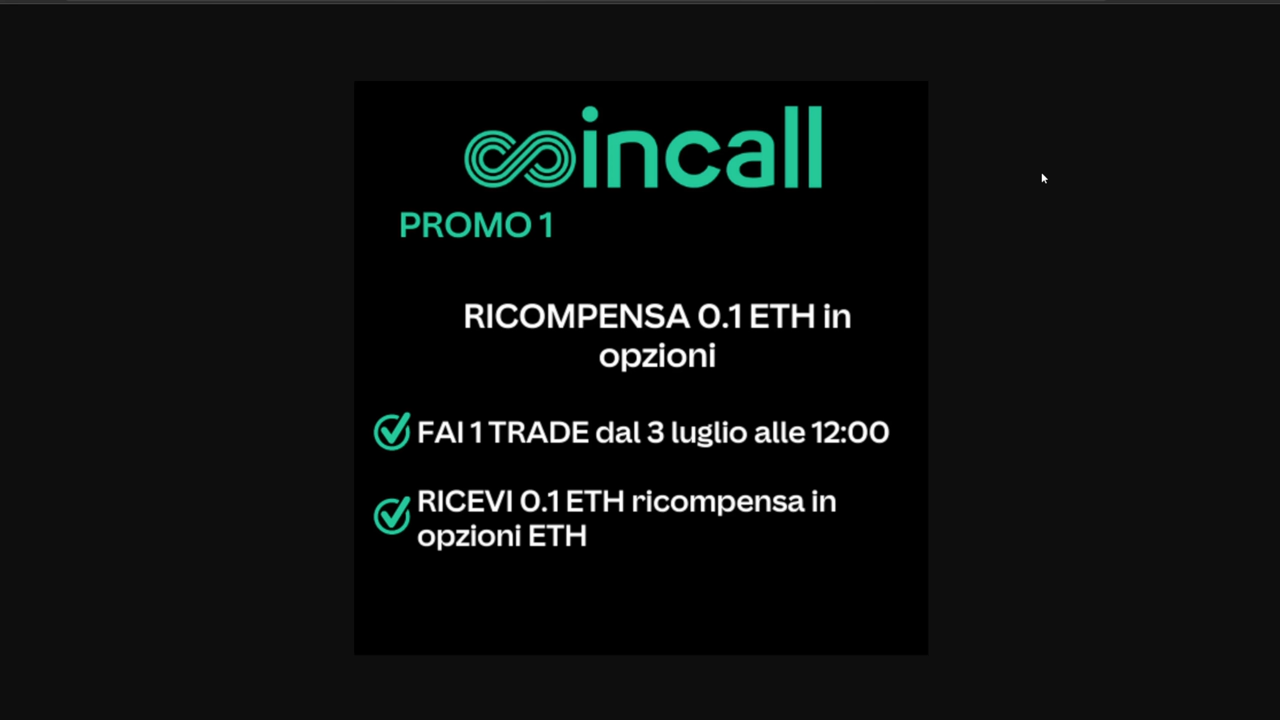 coincall
PROMO 1
RICOMPENSA 0.1 ETH in
opzioni
FAI 1 TRADE dal 3 luglio alle 12:00
RICEVI 0.1 ETH ricompensa in
opzioni ETH